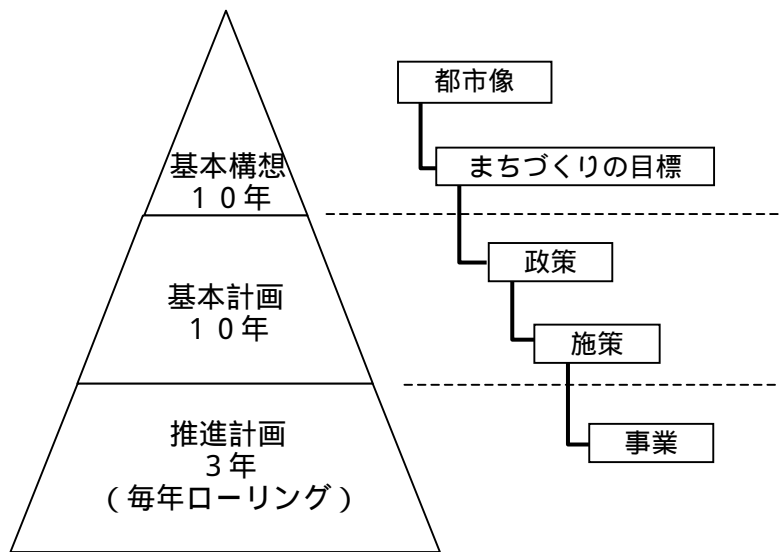 基本構想
１０年
基本計画
１０年
推進計画
３年
（毎年ローリング）
都市像
まちづくりの目標
政策
施策
事業